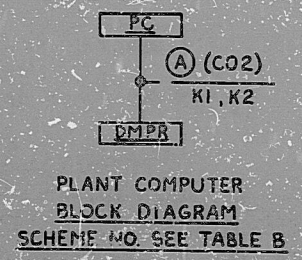 PC
A (CO2)
K1, K2
DMPR
PLANT COMPUTER
BLOCK DIAGRAM
SCHEME NO. SEE TABLE B